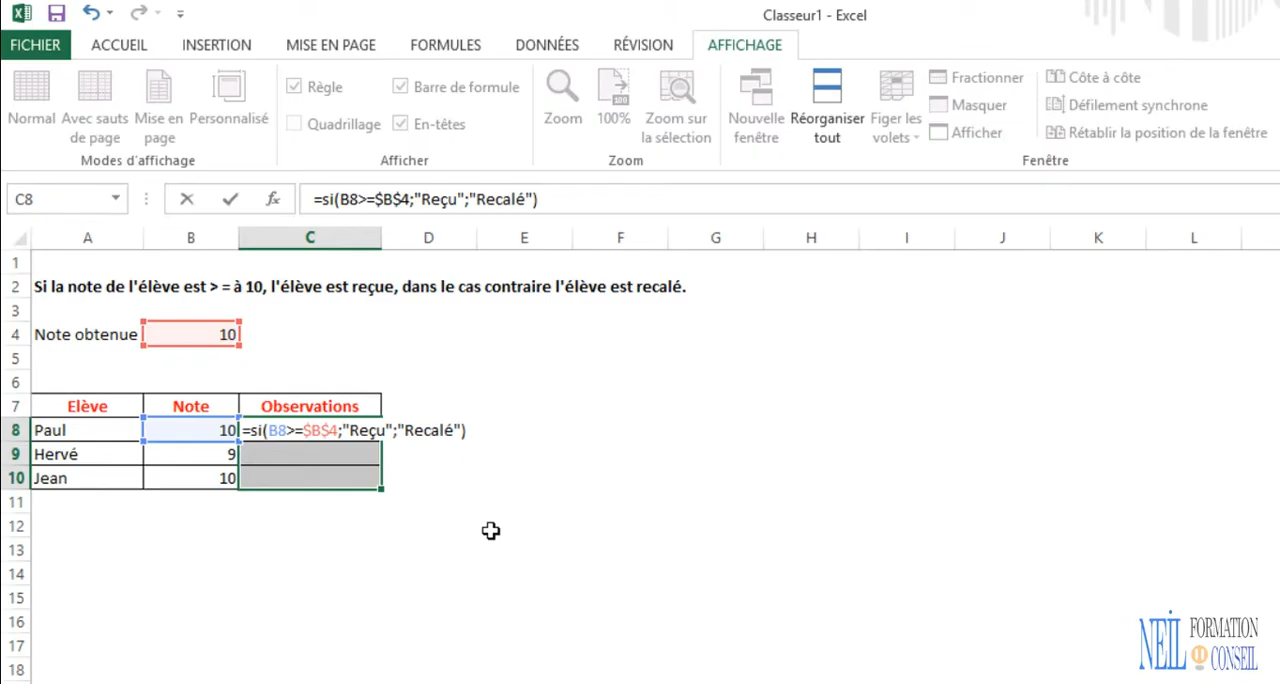 Classeur1 - Excel
FICHIER ACCUEIL INSERTION MISE EN PAGE FORMULES DONNÉES RÉVISION AFFICHAGE
Normal
Avec sauts de page
Mise en page
Personnalisé
Modes d'affichage
Règle
Barre de formule
Quadrillage
En-têtes
Afficher
Zoom
100%
Zoom sur la sélection
Zoom
Nouvelle fenêtre
Réorganiser tout
Figer les volets
Fractionner
Masquer
Afficher
Côte à côte
Défilement synchrone
Rétablir la position de la fenêtre
Fenêtre
C8 fx =si(B8>=$B$4;"Reçu";"Recalé")
A B C D E F G H I J K L
1
2 Si la note de l'élève est > = à 10, l'élève est reçue, dans le cas contraire l'élève est recalé.
3
4 Note obtenue 10
5
6
7 Elève Note Observations
8 Paul 10 =si(B8>=$B$4;"Reçu";"Recalé")
9 Hervé 9
10 Jean 10
11
12
13
14
15
16
17
18
NEIL FORMATION CONSEIL